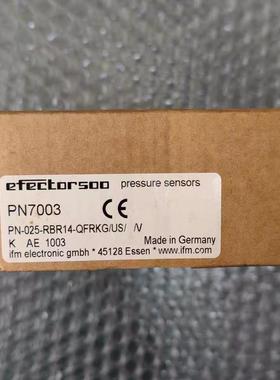 efector500 pressure sensors
PN7003 CE
PN-025-RBR14-QFRKG/US/ /V
K AE 1003 Made in Germany
ifm electronic gmbh * 45128 Essen * www.ifm.com